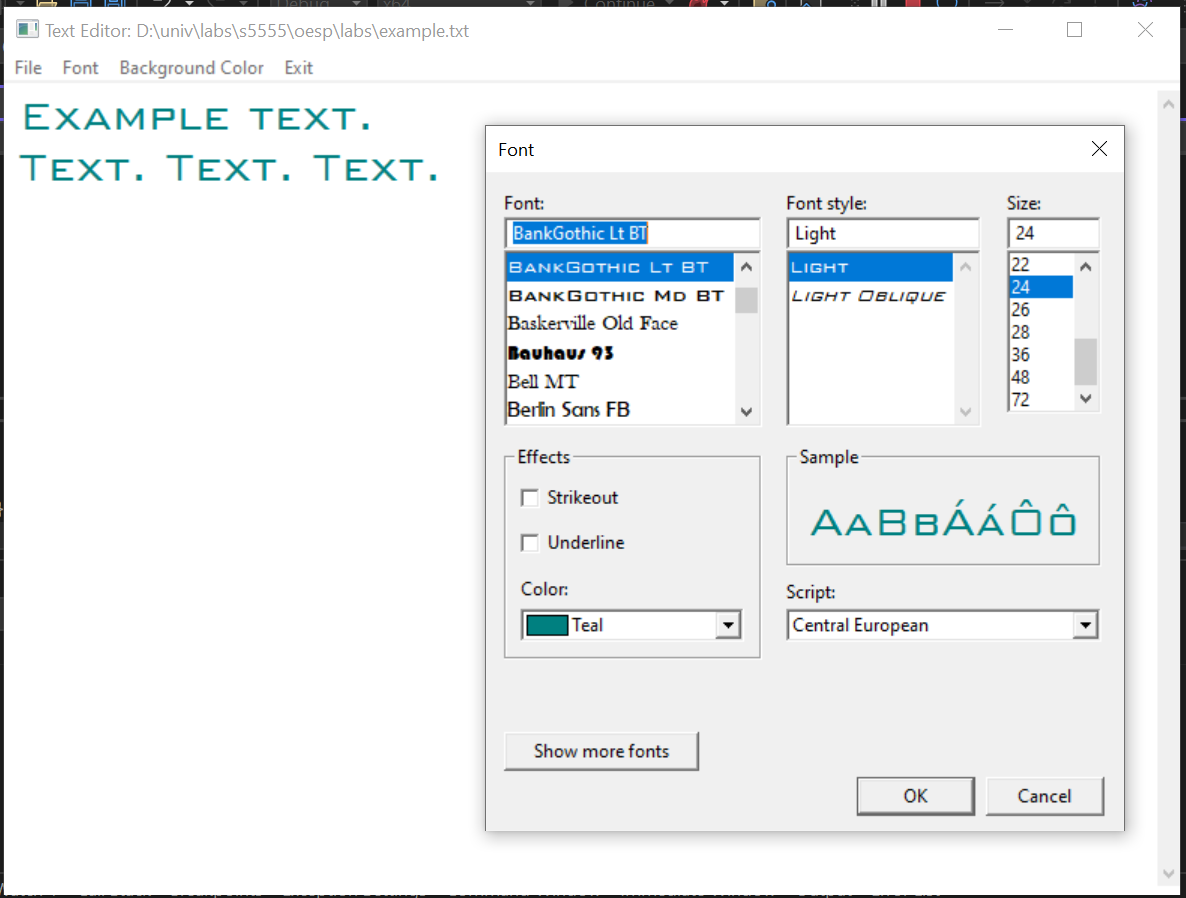 Debug x64 Continue
Text Editor: D:\univ\labs\s5555\oesp\labs\example.txt
File Font Background Color Exit
Example text.
Text. Text. Text.
Font
Font:
BankGothic Lt BT
BankGothic Lt BT
BankGothic Md BT
Baskerville Old Face
Bauhaus 93
Bell MT
Berlin Sans FB
Font style:
Light
Light
Light Oblique
Size:
24
22
24
26
28
36
48
72
Effects
Strikeout
Underline
Color:
Teal
Sample
AaBbÁáÔô
Script:
Central European
Show more fonts
OK Cancel